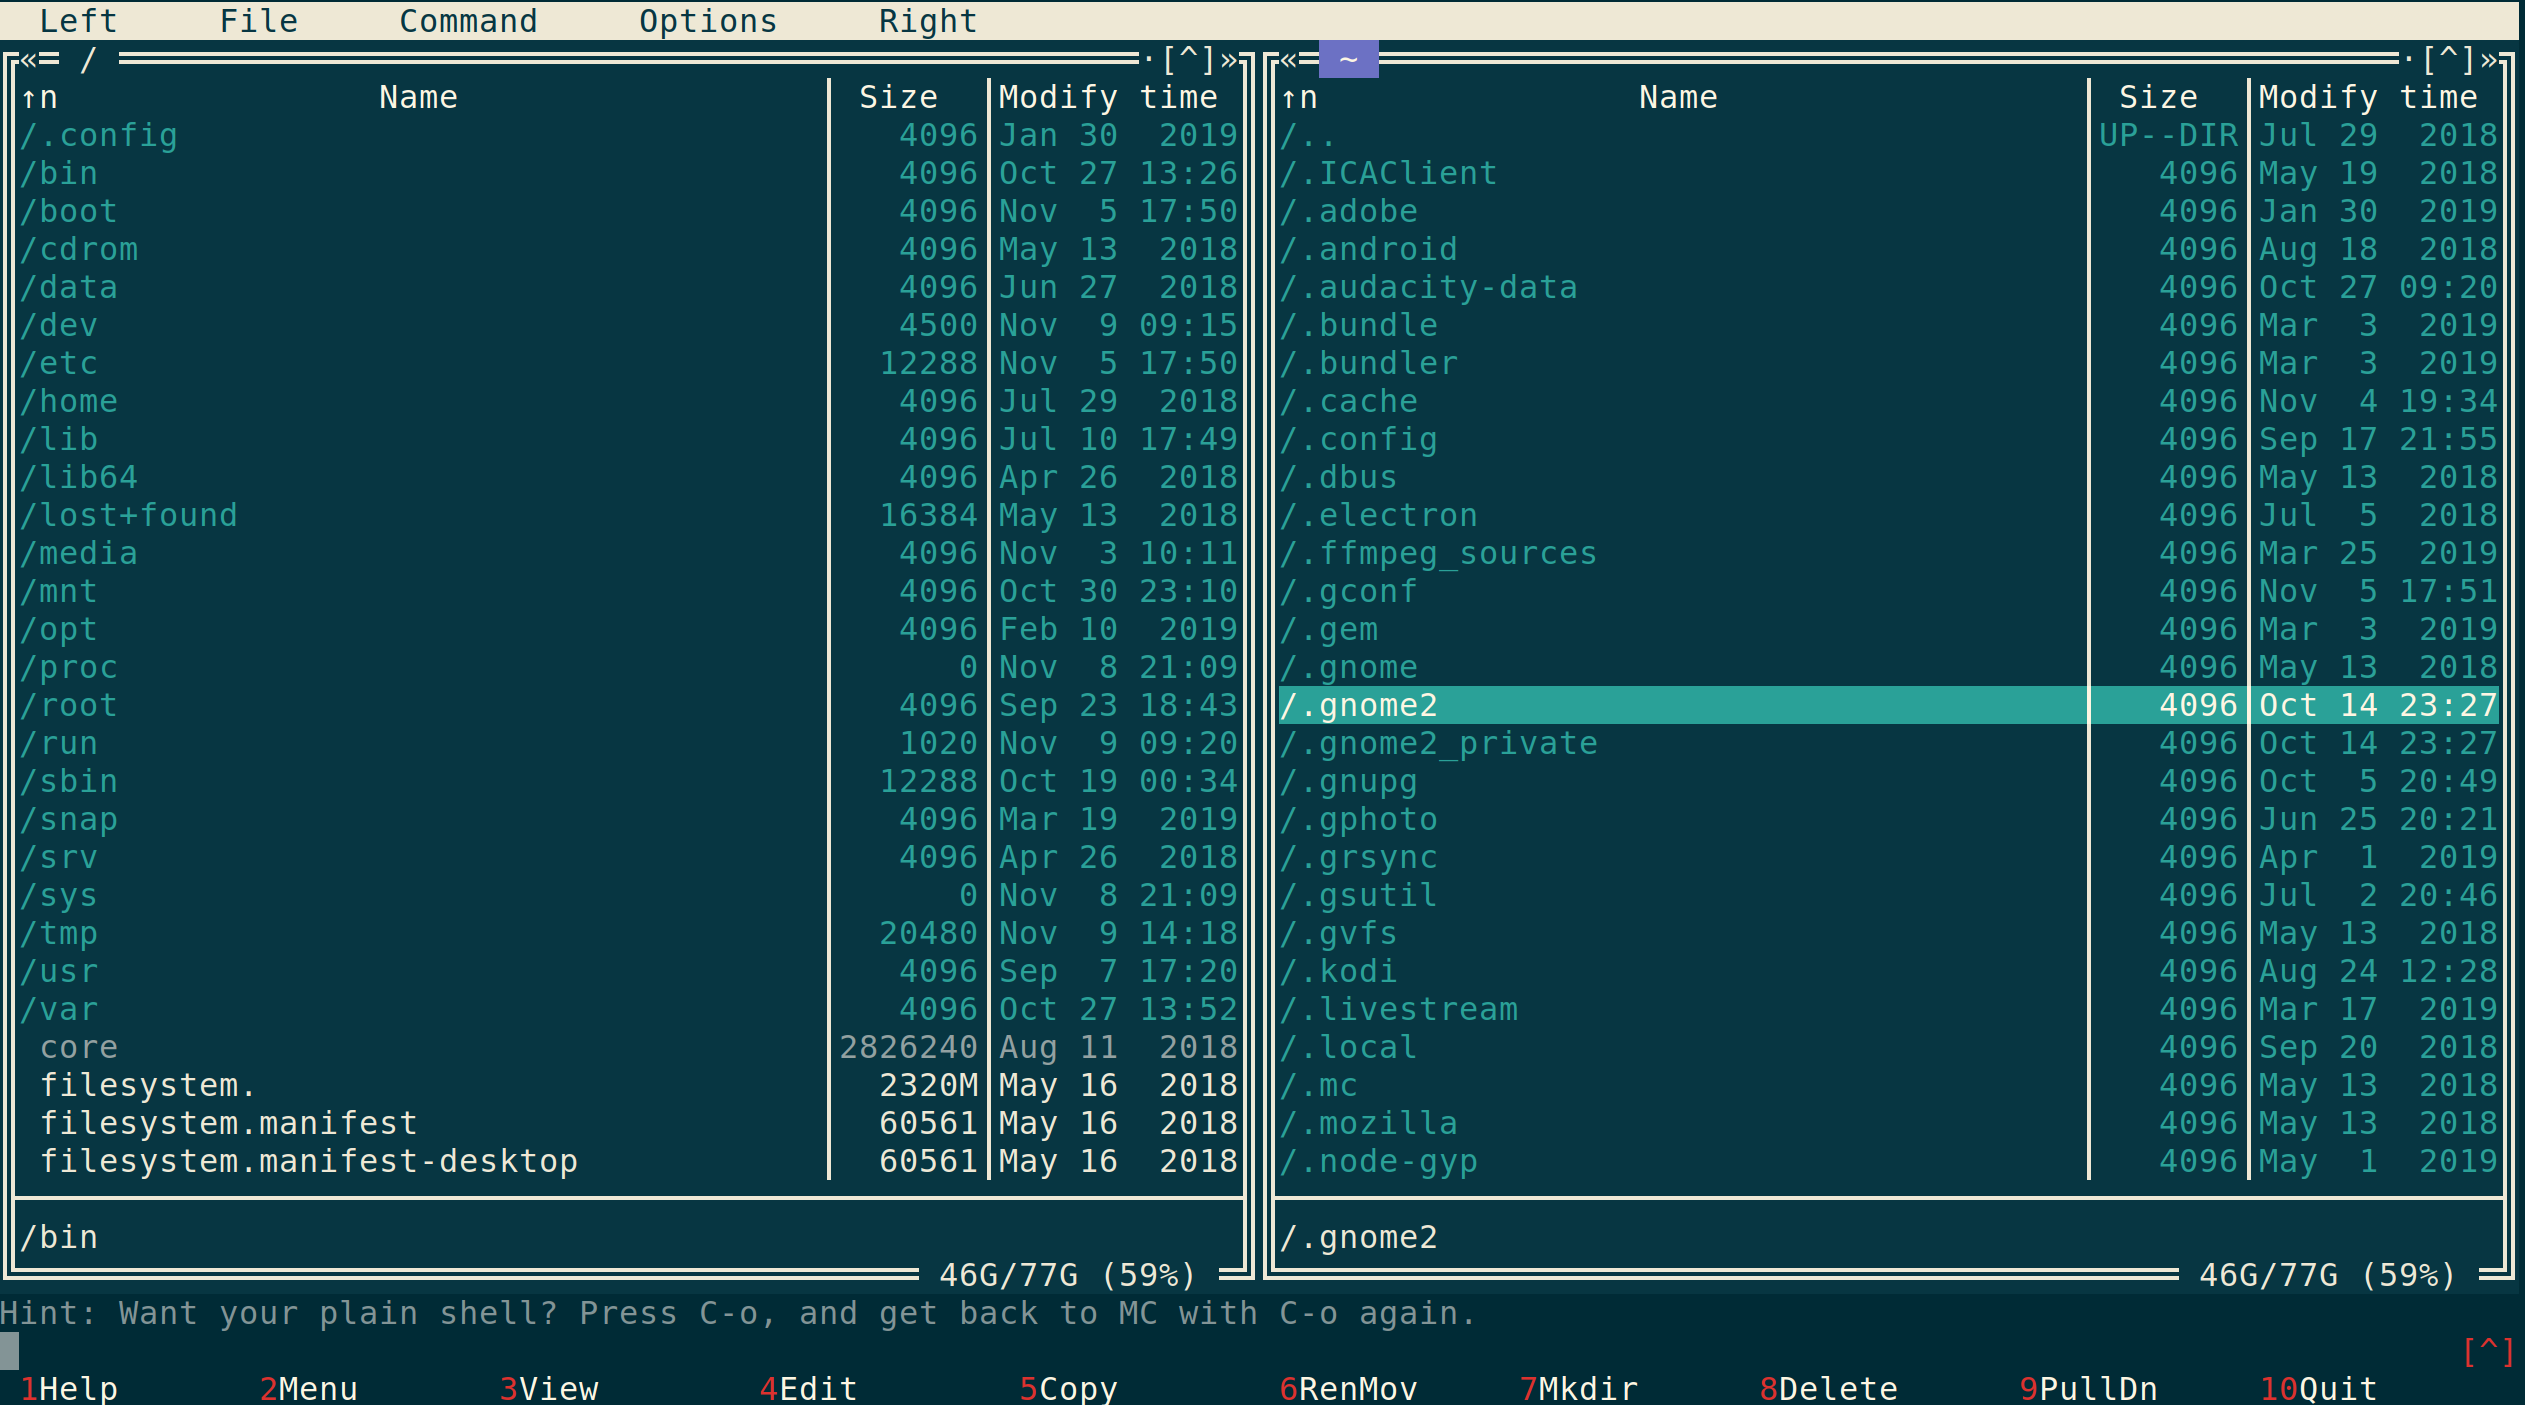 Left File Command Options Right
« / ·[^]»
↑n Name Size Modify time
/.config 4096 Jan 30 2019
/bin 4096 Oct 27 13:26
/boot 4096 Nov 5 17:50
/cdrom 4096 May 13 2018
/data 4096 Jun 27 2018
/dev 4500 Nov 9 09:15
/etc 12288 Nov 5 17:50
/home 4096 Jul 29 2018
/lib 4096 Jul 10 17:49
/lib64 4096 Apr 26 2018
/lost+found 16384 May 13 2018
/media 4096 Nov 3 10:11
/mnt 4096 Oct 30 23:10
/opt 4096 Feb 10 2019
/proc 0 Nov 8 21:09
/root 4096 Sep 23 18:43
/run 1020 Nov 9 09:20
/sbin 12288 Oct 19 00:34
/snap 4096 Mar 19 2019
/srv 4096 Apr 26 2018
/sys 0 Nov 8 21:09
/tmp 20480 Nov 9 14:18
/usr 4096 Sep 7 17:20
/var 4096 Oct 27 13:52
core 2826240 Aug 11 2018
filesystem. 2320M May 16 2018
filesystem.manifest 60561 May 16 2018
filesystem.manifest-desktop 60561 May 16 2018
/bin
46G/77G (59%)
« ~ ·[^]»
↑n Name Size Modify time
/.. UP--DIR Jul 29 2018
/.ICAClient 4096 May 19 2018
/.adobe 4096 Jan 30 2019
/.android 4096 Aug 18 2018
/.audacity-data 4096 Oct 27 09:20
/.bundle 4096 Mar 3 2019
/.bundler 4096 Mar 3 2019
/.cache 4096 Nov 4 19:34
/.config 4096 Sep 17 21:55
/.dbus 4096 May 13 2018
/.electron 4096 Jul 5 2018
/.ffmpeg_sources 4096 Mar 25 2019
/.gconf 4096 Nov 5 17:51
/.gem 4096 Mar 3 2019
/.gnome 4096 May 13 2018
/.gnome2 4096 Oct 14 23:27
/.gnome2_private 4096 Oct 14 23:27
/.gnupg 4096 Oct 5 20:49
/.gphoto 4096 Jun 25 20:21
/.grsync 4096 Apr 1 2019
/.gsutil 4096 Jul 2 20:46
/.gvfs 4096 May 13 2018
/.kodi 4096 Aug 24 12:28
/.livestream 4096 Mar 17 2019
/.local 4096 Sep 20 2018
/.mc 4096 May 13 2018
/.mozilla 4096 May 13 2018
/.node-gyp 4096 May 1 2019
/.gnome2
46G/77G (59%)
Hint: Want your plain shell? Press C-o, and get back to MC with C-o again.
[^]
1Help 2Menu 3View 4Edit 5Copy 6RenMov 7Mkdir 8Delete 9PullDn 10Quit